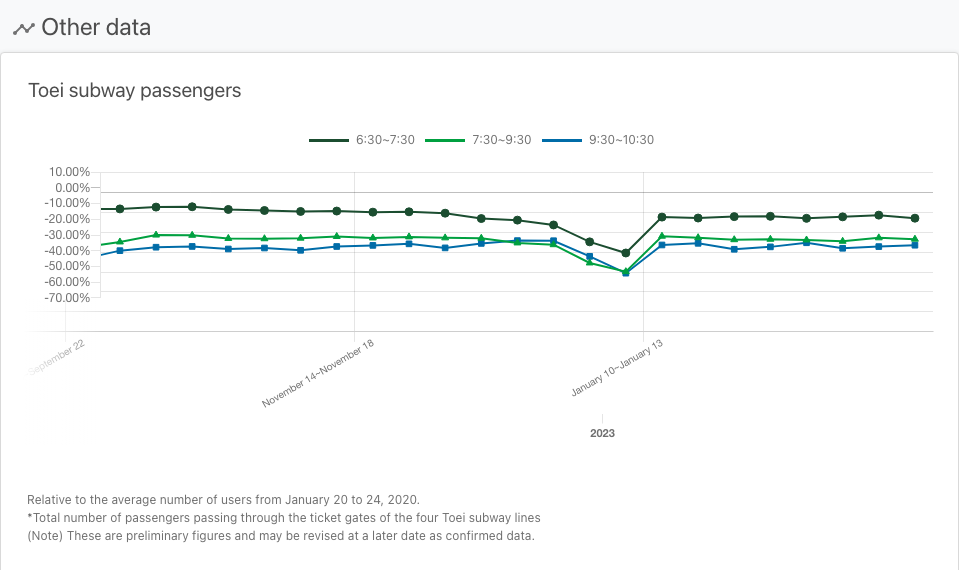 Other data
Toei subway passengers
6:30~7:30 7:30~9:30 9:30~10:30
10.00%
0.00%
-10.00%
-20.00%
-30.00%
-40.00%
-50.00%
-60.00%
-70.00%
September 22
November 14~November 18
January 10~January 13
2023
Relative to the average number of users from January 20 to 24, 2020.
*Total number of passengers passing through the ticket gates of the four Toei subway lines
(Note) These are preliminary figures and may be revised at a later date as confirmed data.